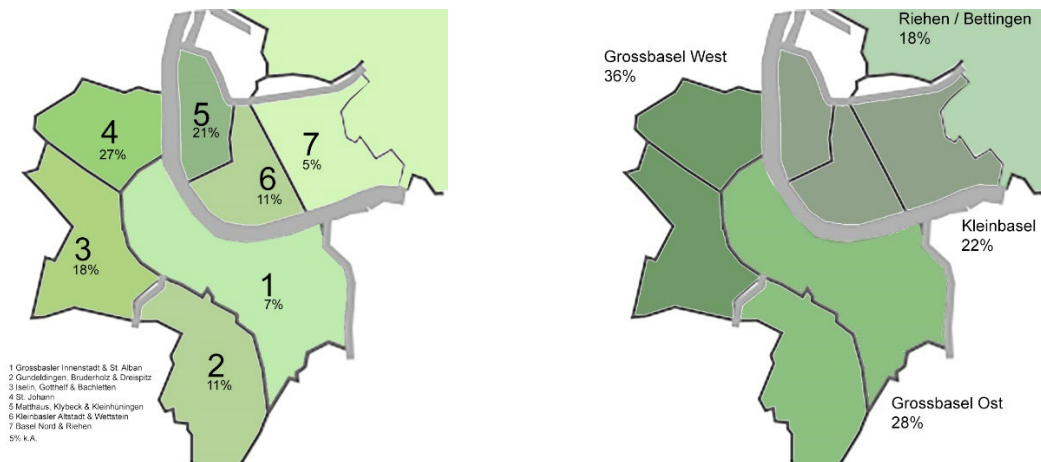 5
21%
4
27%
7
5%
6
11%
3
18%
1
7%
2
11%
1 Grossbasler Innenstadt & St. Alban
2 Gundeldingen, Bruderholz & Dreispitz
3 Iselin, Gotthelf & Bachletten
4 St. Johann
5 Matthäus, Klybeck & Kleinhüningen
6 Kleinbasler Altstadt & Wettstein
7 Basel Nord & Riehen
5% k.A.
Riehen / Bettingen
18%
Grossbasel West
36%
Kleinbasel
22%
Grossbasel Ost
28%